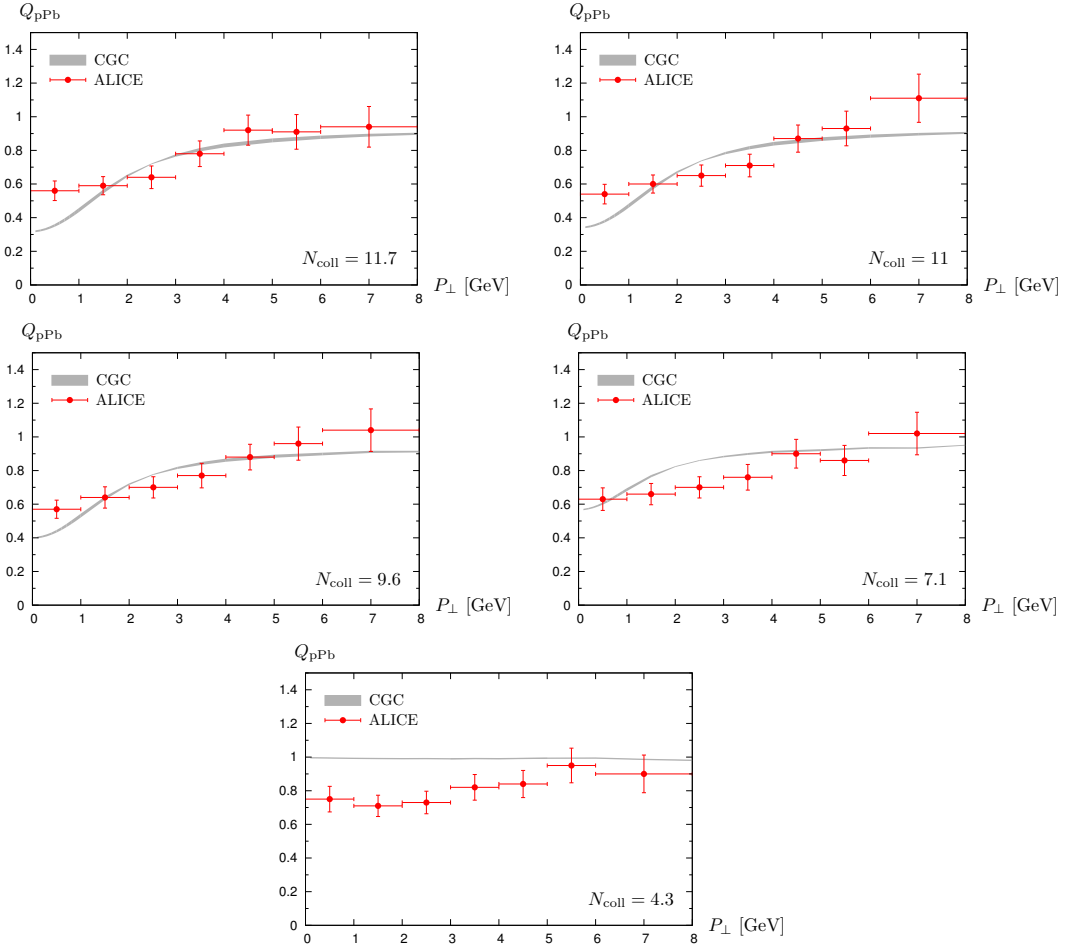 Q_pPb
1.4
1.2
1
0.8
0.6
0.4
0.2
0
CGC
ALICE
N_coll = 11.7
0 1 2 3 4 5 6 7 8
P_⊥ [GeV]
Q_pPb
1.4
1.2
1
0.8
0.6
0.4
0.2
0
CGC
ALICE
N_coll = 11
0 1 2 3 4 5 6 7 8
P_⊥ [GeV]
Q_pPb
1.4
1.2
1
0.8
0.6
0.4
0.2
0
CGC
ALICE
N_coll = 9.6
0 1 2 3 4 5 6 7 8
P_⊥ [GeV]
Q_pPb
1.4
1.2
1
0.8
0.6
0.4
0.2
0
CGC
ALICE
N_coll = 7.1
0 1 2 3 4 5 6 7 8
P_⊥ [GeV]
Q_pPb
1.4
1.2
1
0.8
0.6
0.4
0.2
0
CGC
ALICE
N_coll = 4.3
0 1 2 3 4 5 6 7 8
P_⊥ [GeV]